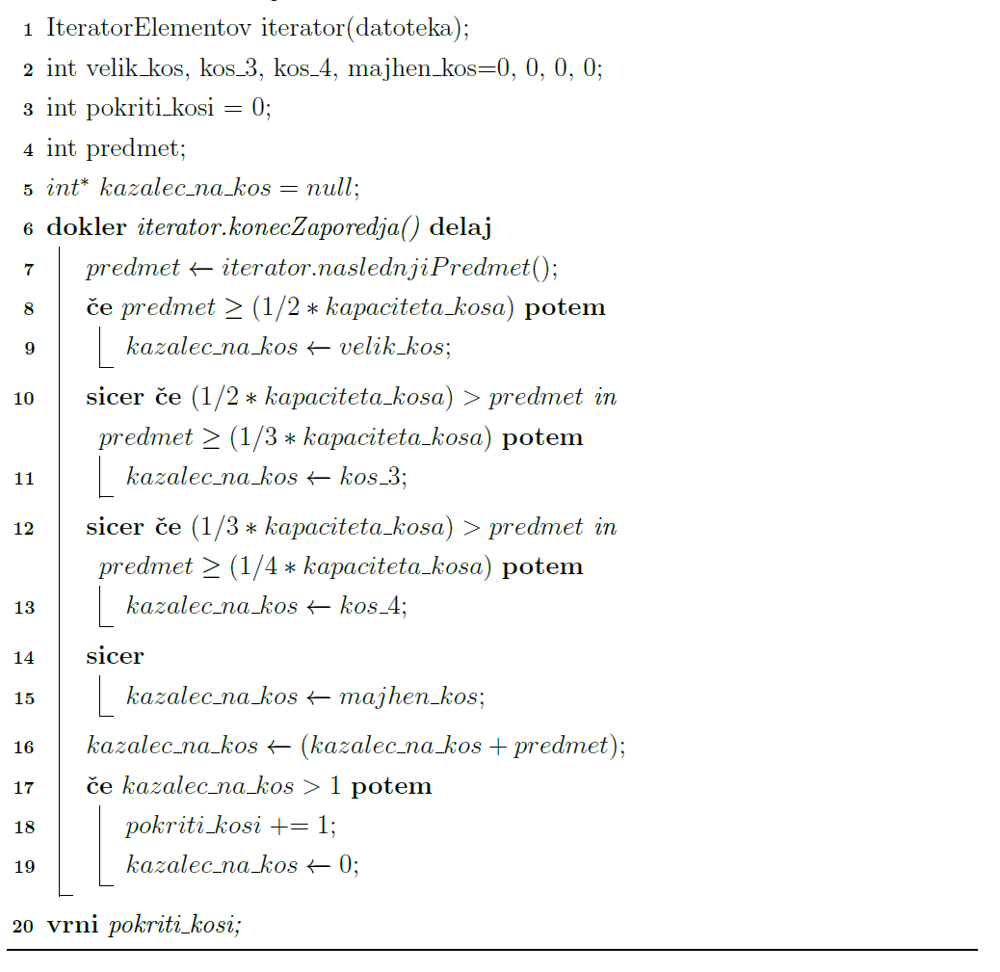 1 IteratorElementov iterator(datoteka);
2 int velik_kos, kos_3, kos_4, majhen_kos=0, 0, 0, 0;
3 int pokriti_kosi = 0;
4 int predmet;
5 int* kazalec_na_kos = null;
6 dokler iterator.konecZaporedja() delaj
7 predmet ← iterator.naslednjiPredmet();
8 če predmet ≥ (1/2 ∗ kapaciteta_kosa) potem
9 kazalec_na_kos ← velik_kos;
10 sicer če (1/2 ∗ kapaciteta_kosa) > predmet in
predmet ≥ (1/3 ∗ kapaciteta_kosa) potem
11 kazalec_na_kos ← kos_3;
12 sicer če (1/3 ∗ kapaciteta_kosa) > predmet in
predmet ≥ (1/4 ∗ kapaciteta_kosa) potem
13 kazalec_na_kos ← kos_4;
14 sicer
15 kazalec_na_kos ← majhen_kos;
16 kazalec_na_kos ← (kazalec_na_kos + predmet);
17 če kazalec_na_kos > 1 potem
18 pokriti_kosi += 1;
19 kazalec_na_kos ← 0;
20 vrni pokriti_kosi;